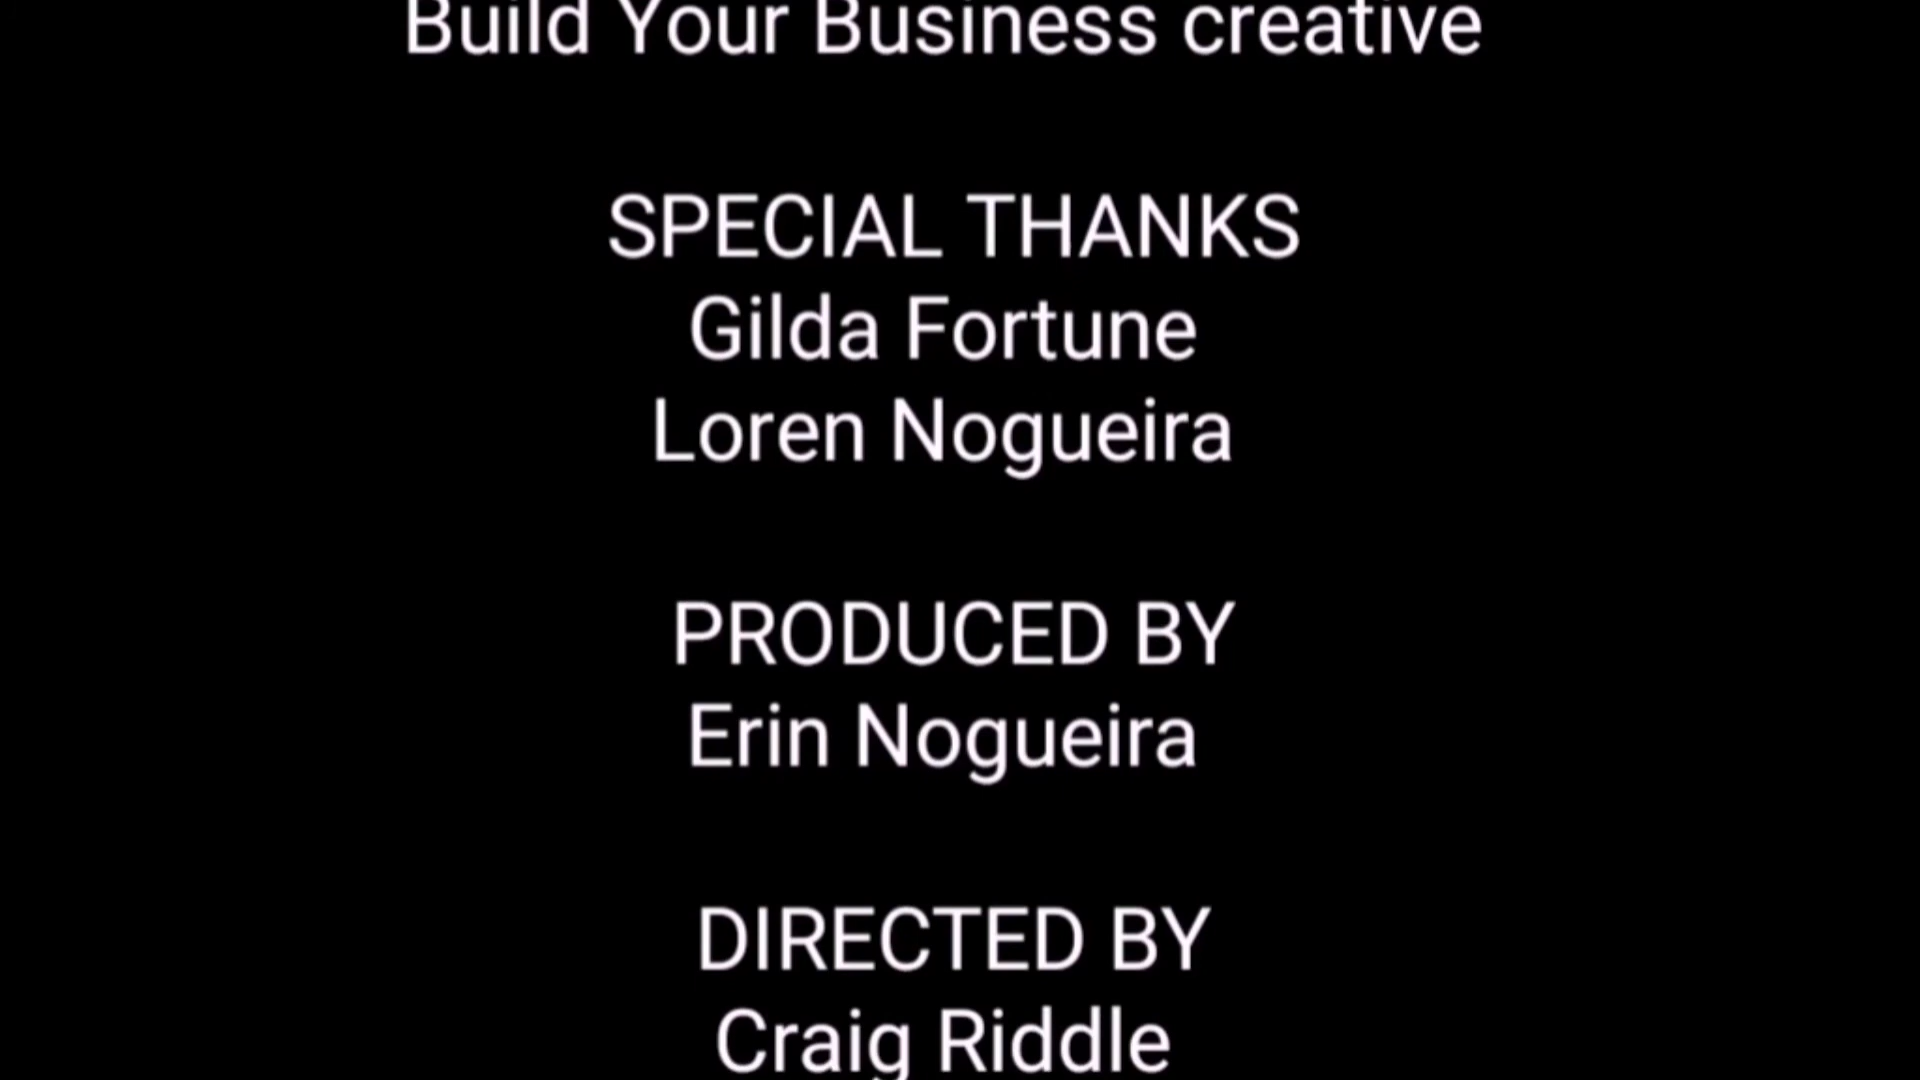 Build Your Business creative
SPECIAL THANKS
Gilda Fortune
Loren Nogueira
PRODUCED BY
Erin Nogueira
DIRECTED BY
Craig Riddle